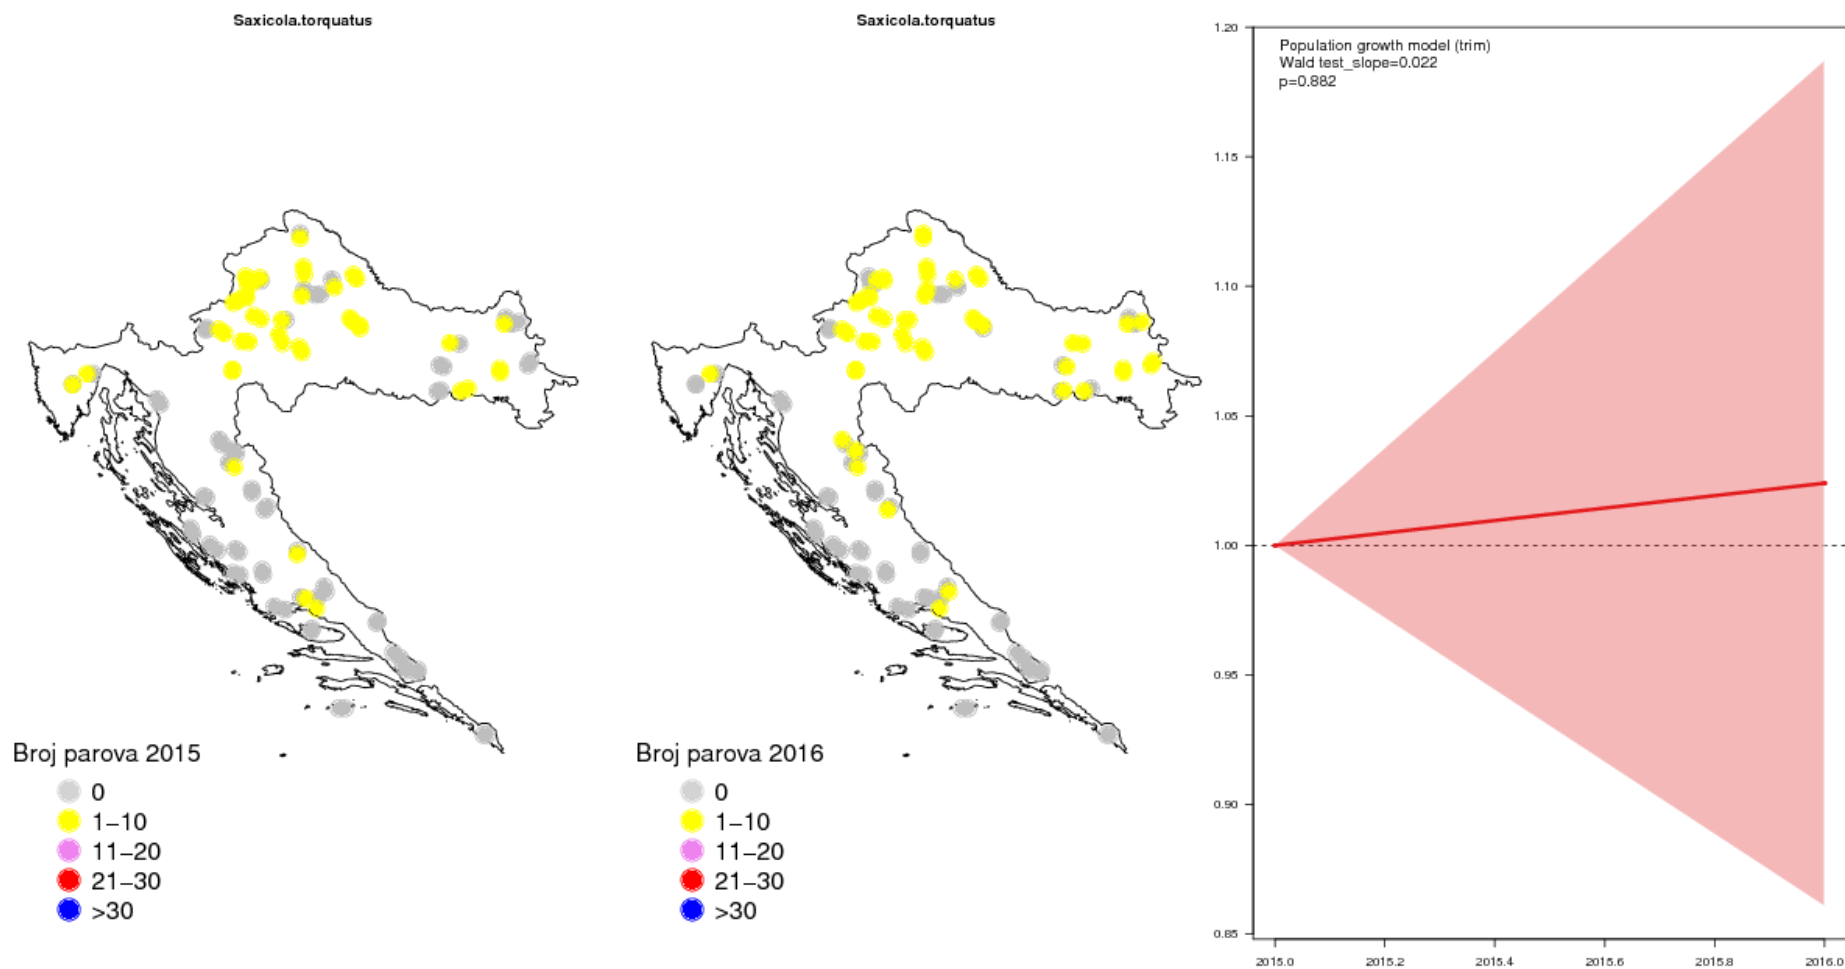 Saxicola.torquatus
Broj parova 2015
0
1–10
11–20
21–30
>30
Saxicola.torquatus
Broj parova 2016
0
1–10
11–20
21–30
>30
Population growth model (trim)
Wald test_slope=0.022
p=0.882
1.20
1.15
1.10
1.05
1.00
0.95
0.90
0.85
2015.0 2015.2 2015.4 2015.6 2015.8 2016.0